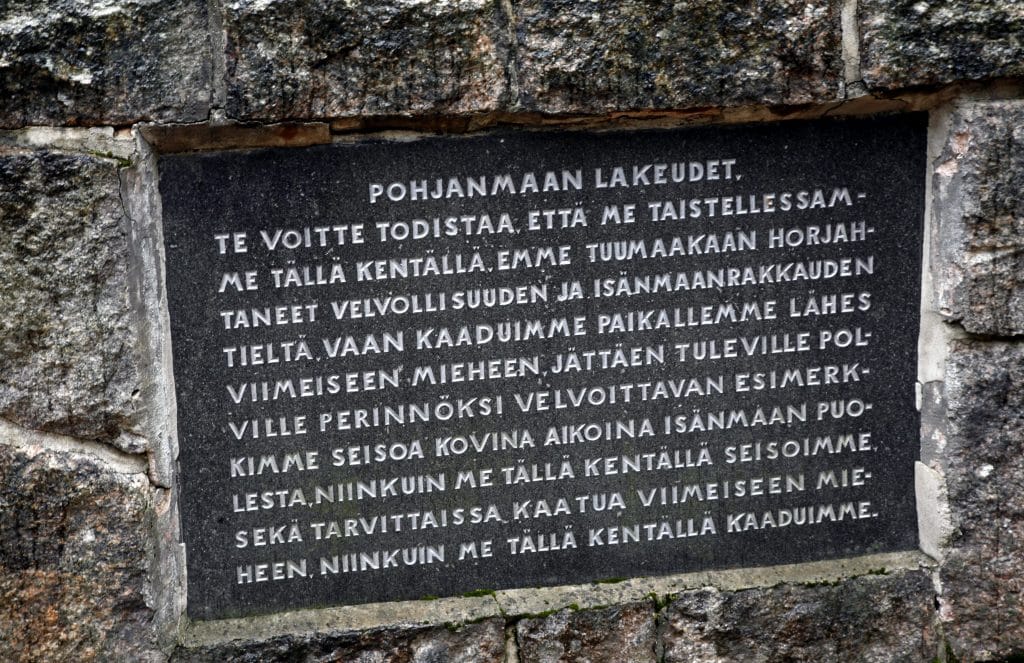 POHJANMAAN LAKEUDET,
TE VOITTE TODISTAA, ETTÄ ME TAISTELLESSAM-
ME TÄLLÄ KENTÄLLÄ, EMME TUUMAAKAAN HORJAH-
TANEET VELVOLLISUUDEN JA ISÄNMAANRAKKAUDEN
TIELTÄ, VAAN KAADUIMME PAIKALLEMME LÄHES
VIIMEISEEN MIEHEEN, JÄTTÄEN TULEVILLE POL-
VILLE PERINNÖKSI VELVOITTAVAN ESIMERK-
KIMME SEISOA KOVINA AIKOINA ISÄNMAAN PUO-
LESTA, NIINKUIN ME TÄLLÄ KENTÄLLÄ SEISOIMME,
SEKÄ TARVITTAISSA KAATUA VIIMEISEEN MIE-
HEEN, NIINKUIN ME TÄLLÄ KENTÄLLÄ KAADUIMME.